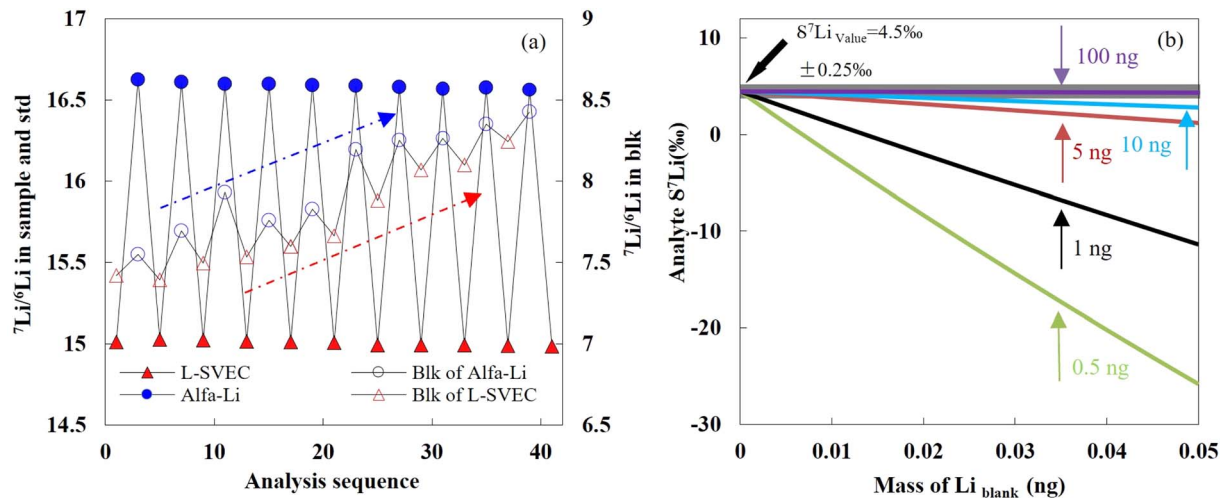 17
16.5
16
15.5
15
14.5
⁷Li/⁶Li in sample and std
9
8.5
8
7.5
7
6.5
⁷Li/⁶Li in blk
(a)
L-SVEC
Blk of Alfa-Li
Alfa-Li
Blk of L-SVEC
0 10 20 30 40
Analysis sequence
10
0
-10
-20
-30
Analyte δ⁷Li(‰)
(b)
δ⁷Li Value=4.5‰
±0.25‰
100 ng
5 ng
10 ng
1 ng
0.5 ng
0 0.01 0.02 0.03 0.04 0.05
Mass of Li blank (ng)